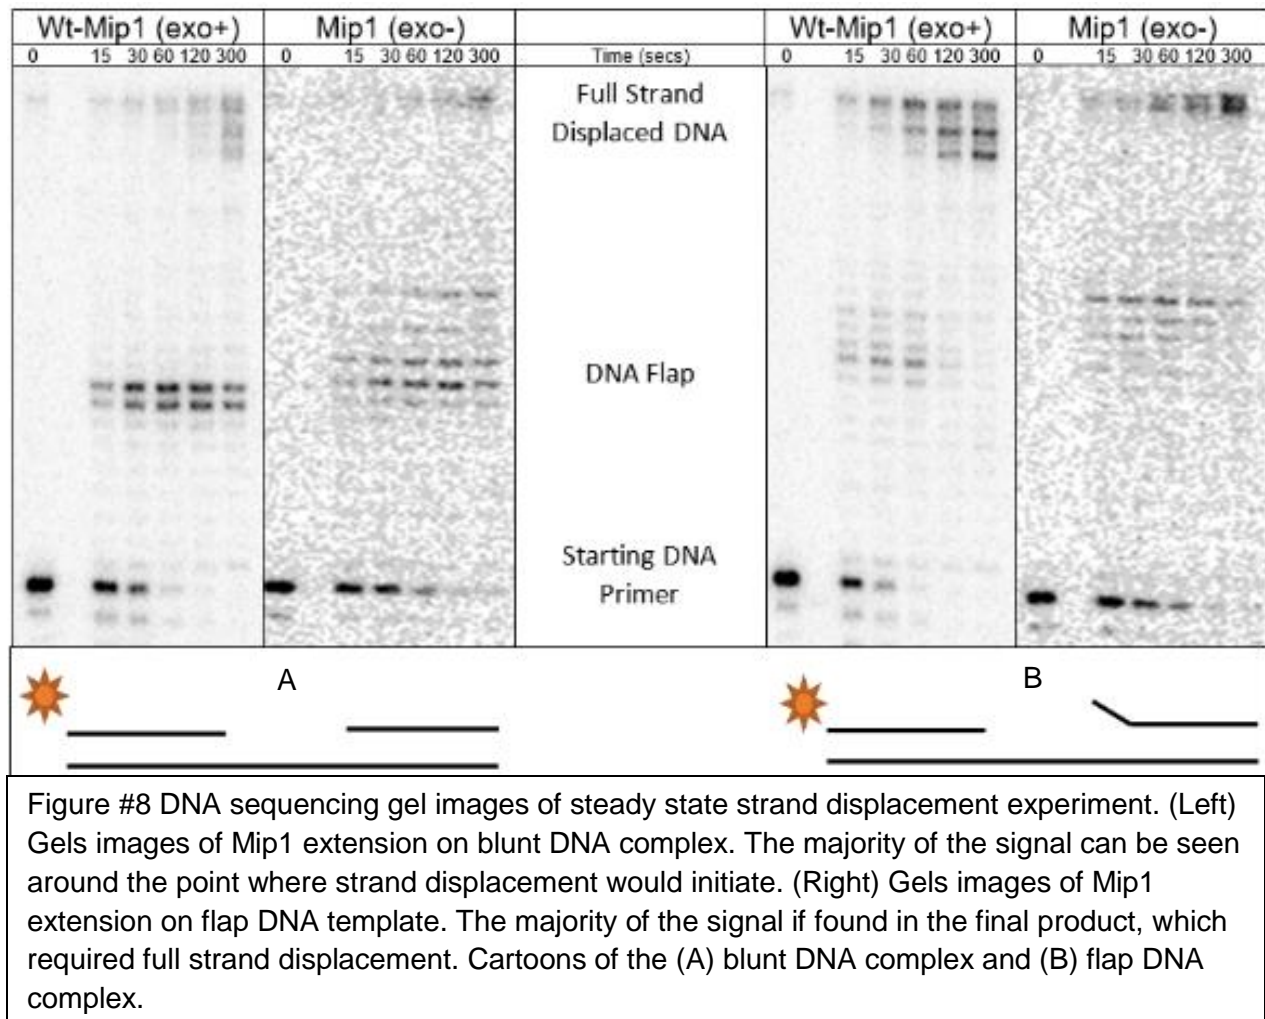 Wt-Mip1 (exo+) Mip1 (exo-) Wt-Mip1 (exo+) Mip1 (exo-)
0 15 30 60 120 300 0 15 30 60 120 300 Time (secs) 0 15 30 60 120 300 0 15 30 60 120 300
Full Strand
Displaced DNA
DNA Flap
Starting DNA
Primer
A B
Figure #8 DNA sequencing gel images of steady state strand displacement experiment. (Left)
Gels images of Mip1 extension on blunt DNA complex. The majority of the signal can be seen
around the point where strand displacement would initiate. (Right) Gels images of Mip1
extension on flap DNA template. The majority of the signal if found in the final product, which
required full strand displacement. Cartoons of the (A) blunt DNA complex and (B) flap DNA
complex.